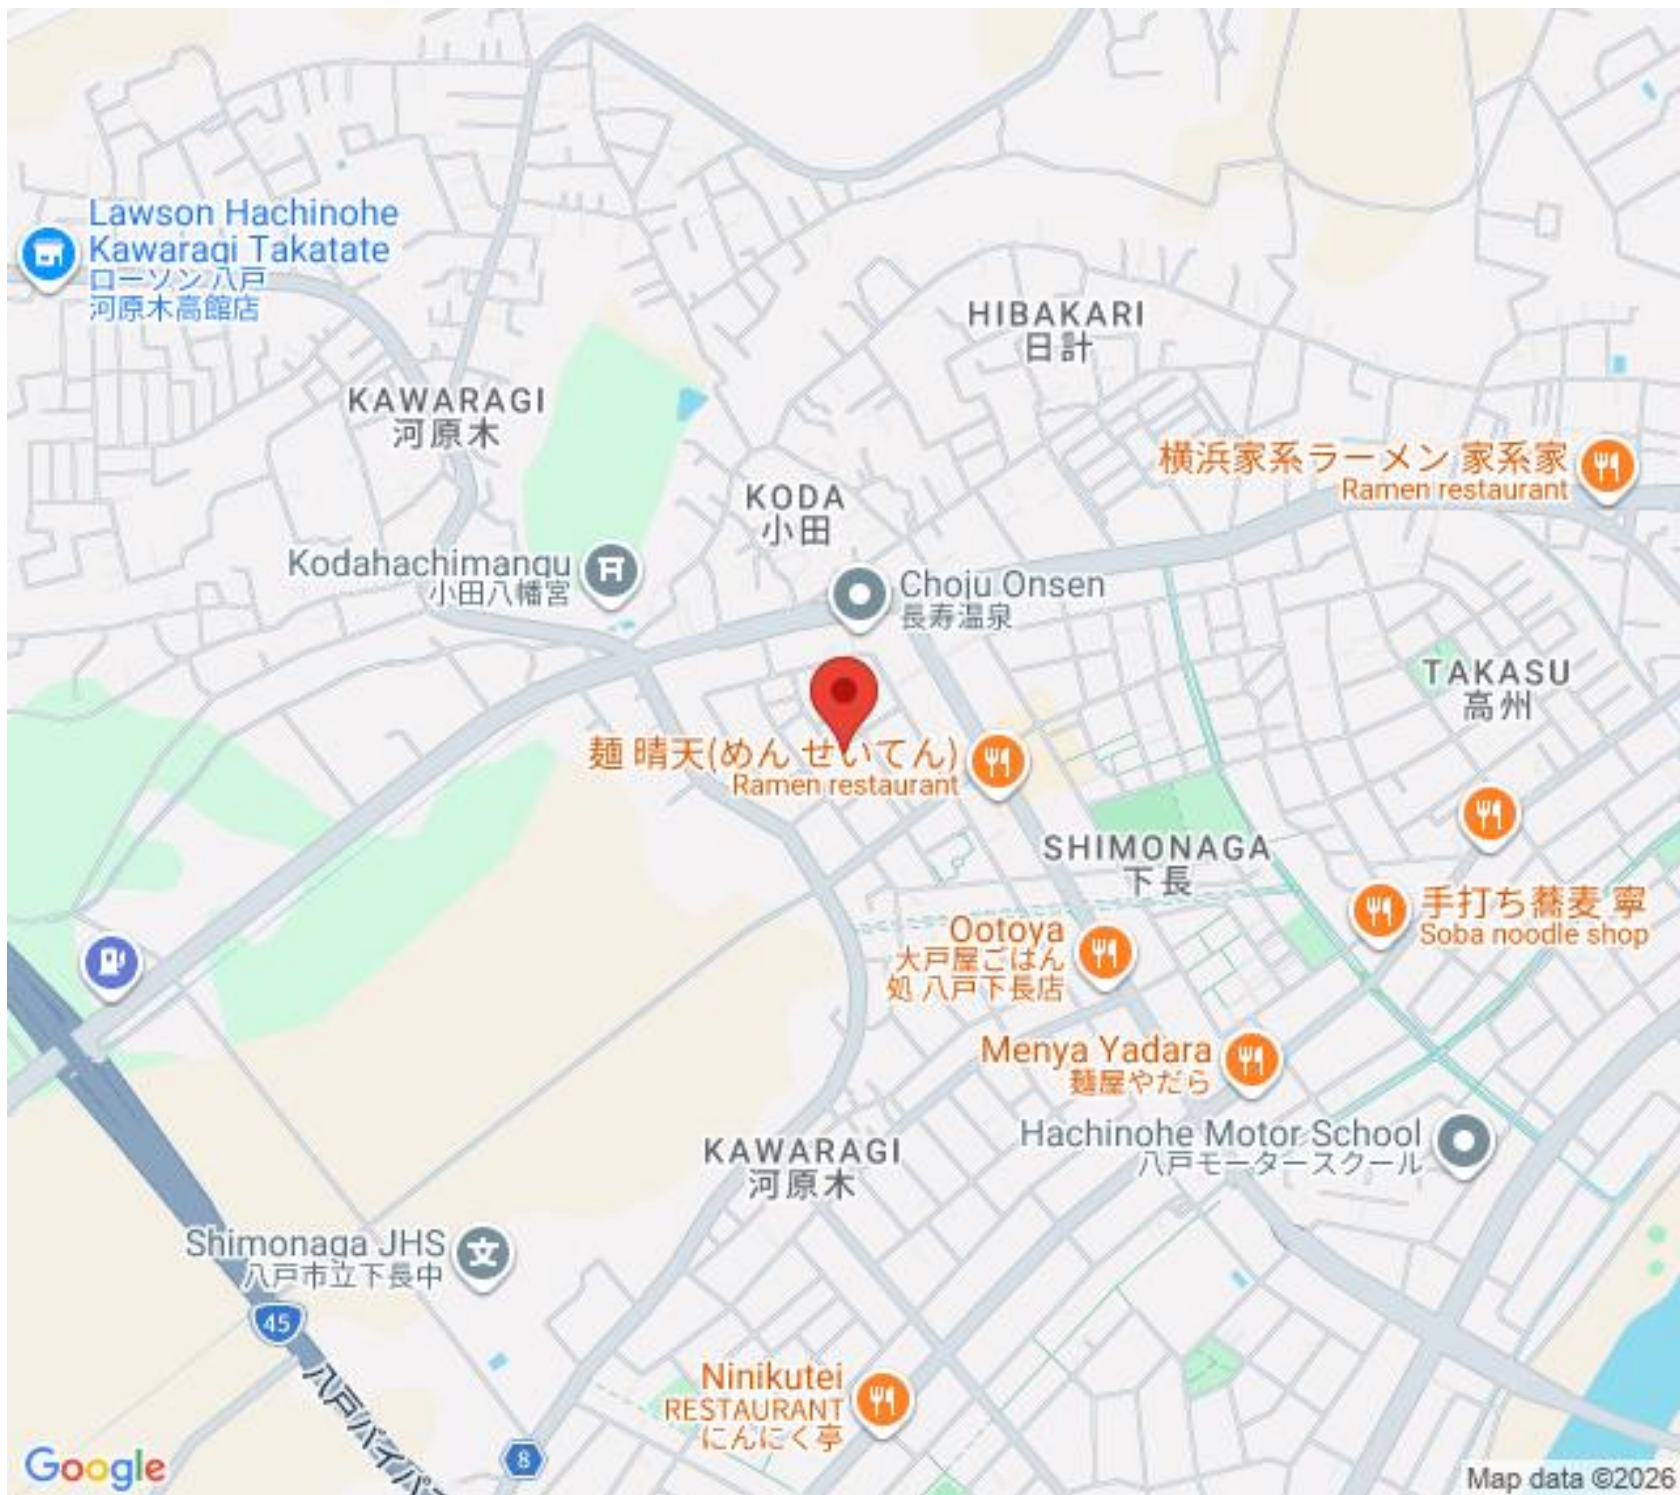 Lawson Hachinohe
Kawaragi Takatate
ローソン 八戸
河原木高館店
HIBAKARI
日計
KAWARAGI
河原木
横浜家系ラーメン 家系家
Ramen restaurant
KODA
小田
Kodahachimangu
小田八幡宮
Choju Onsen
長寿温泉
TAKASU
高州
麺 晴天(めん せいてん)
Ramen restaurant
SHIMONAGA
下長
手打ち蕎麦 寧
Soba noodle shop
Ootoya
大戸屋ごはん
処 八戸下長店
Menya Yadara
麺屋やだら
Hachinohe Motor School
八戸モータースクール
KAWARAGI
河原木
Shimonaga JHS
八戸市立下長中
文
45
八戸バイパス
Ninikutei
RESTAURANT
にんにく亭
8
Google
Map data ©2026